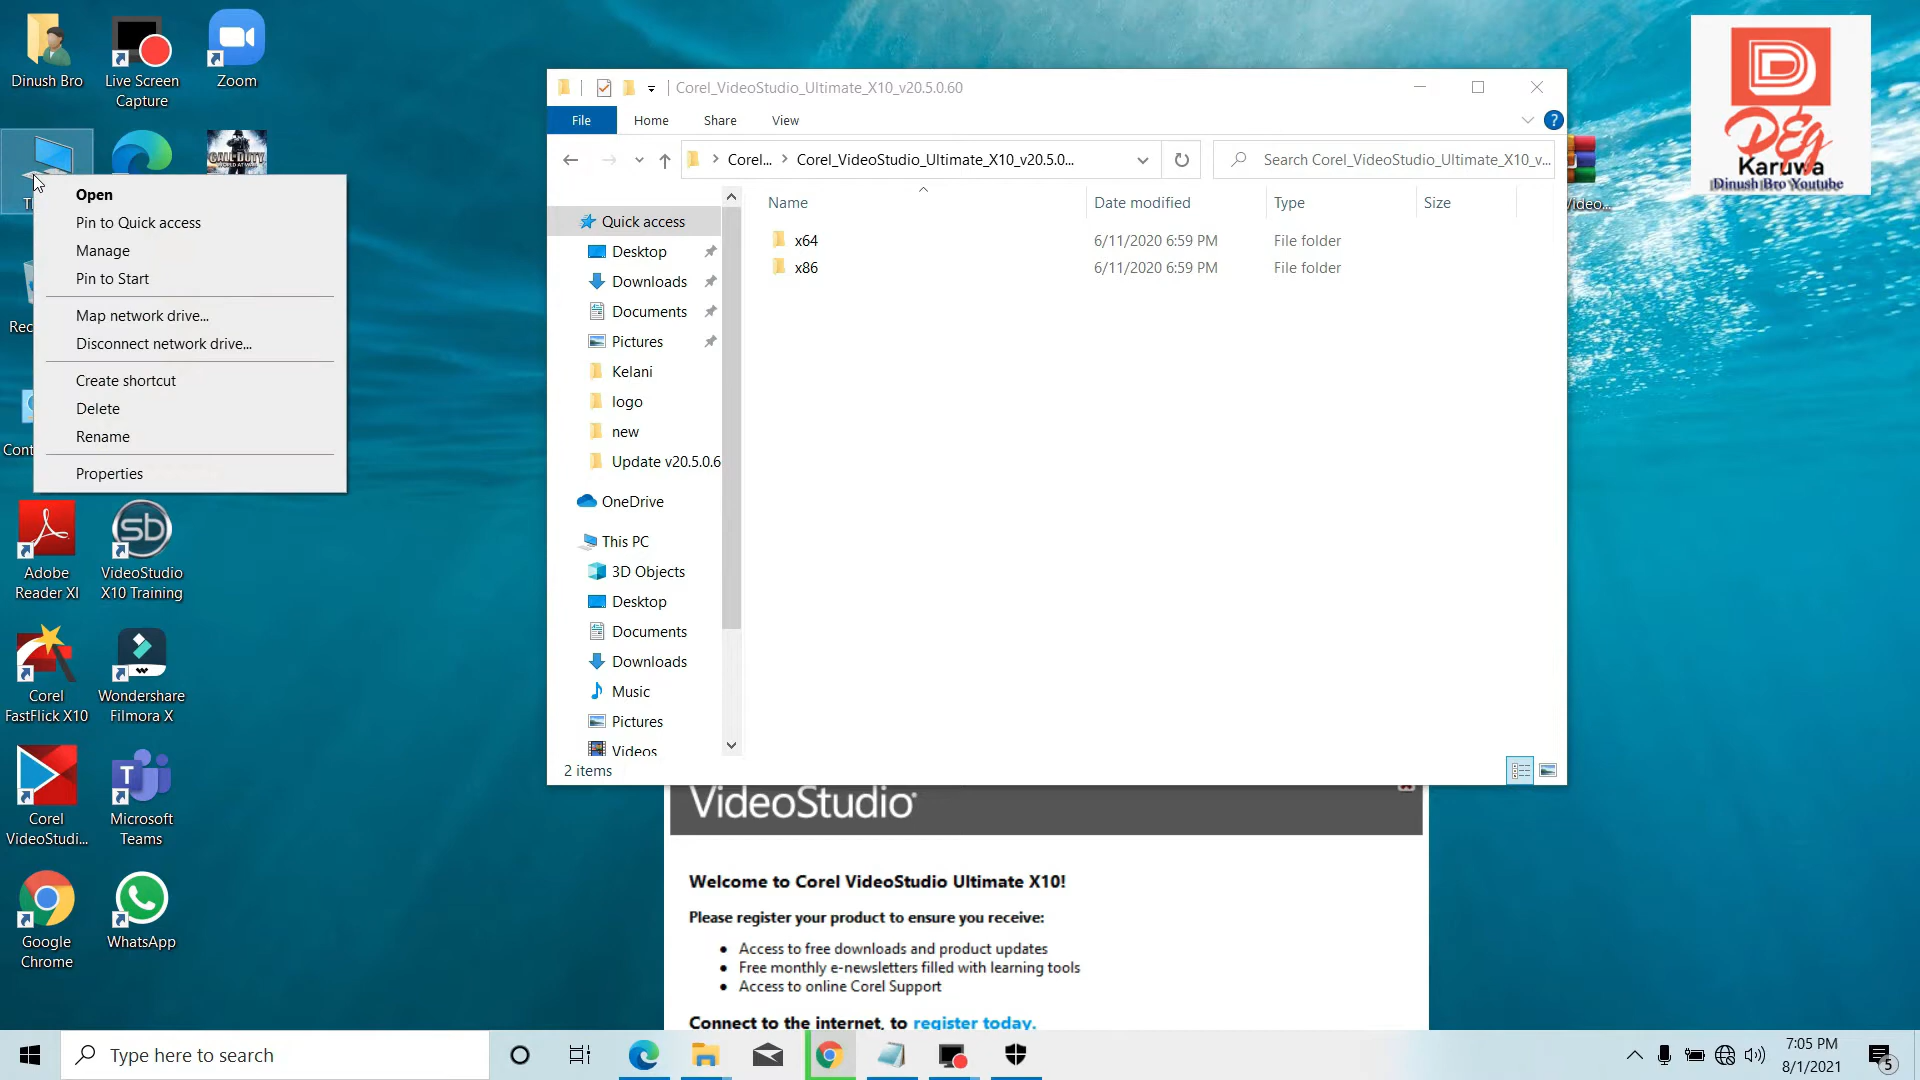 Dinush Bro
Live Screen
Capture
Zoom
CALL DUTY
WORLD AT WAR
Open
Pin to Quick access
Manage
Pin to Start
Map network drive...
Disconnect network drive...
Create shortcut
Delete
Rename
Properties
Rec
Cont
Adobe
Reader XI
sb
VideoStudio
X10 Training
Corel
FastFlick X10
Wondershare
Filmora X
Corel
VideoStudi...
T
Microsoft
Teams
Google
Chrome
WhatsApp
Corel_VideoStudio_Ultimate_X10_v20.5.0.60
File Home Share View
?
Corel... Corel_VideoStudio_Ultimate_X10_v20.5.0...
Search Corel_VideoStudio_Ultimate_X10_v...
Name Date modified Type Size
x64 6/11/2020 6:59 PM File folder
x86 6/11/2020 6:59 PM File folder
Quick access
Desktop
Downloads
Documents
Pictures
Kelani
logo
new
Update v20.5.0.6
OneDrive
This PC
3D Objects
Desktop
Documents
Downloads
Music
Pictures
Videos
2 items
VideoStudio
Welcome to Corel VideoStudio Ultimate X10!
Please register your product to ensure you receive:
• Access to free downloads and product updates
• Free monthly e-newsletters filled with learning tools
• Access to online Corel Support
Connect to the internet, to register today.
D
D&G
Karuwa
Dinush Bro Youtube
Video...
Type here to search
7:05 PM
8/1/2021
5